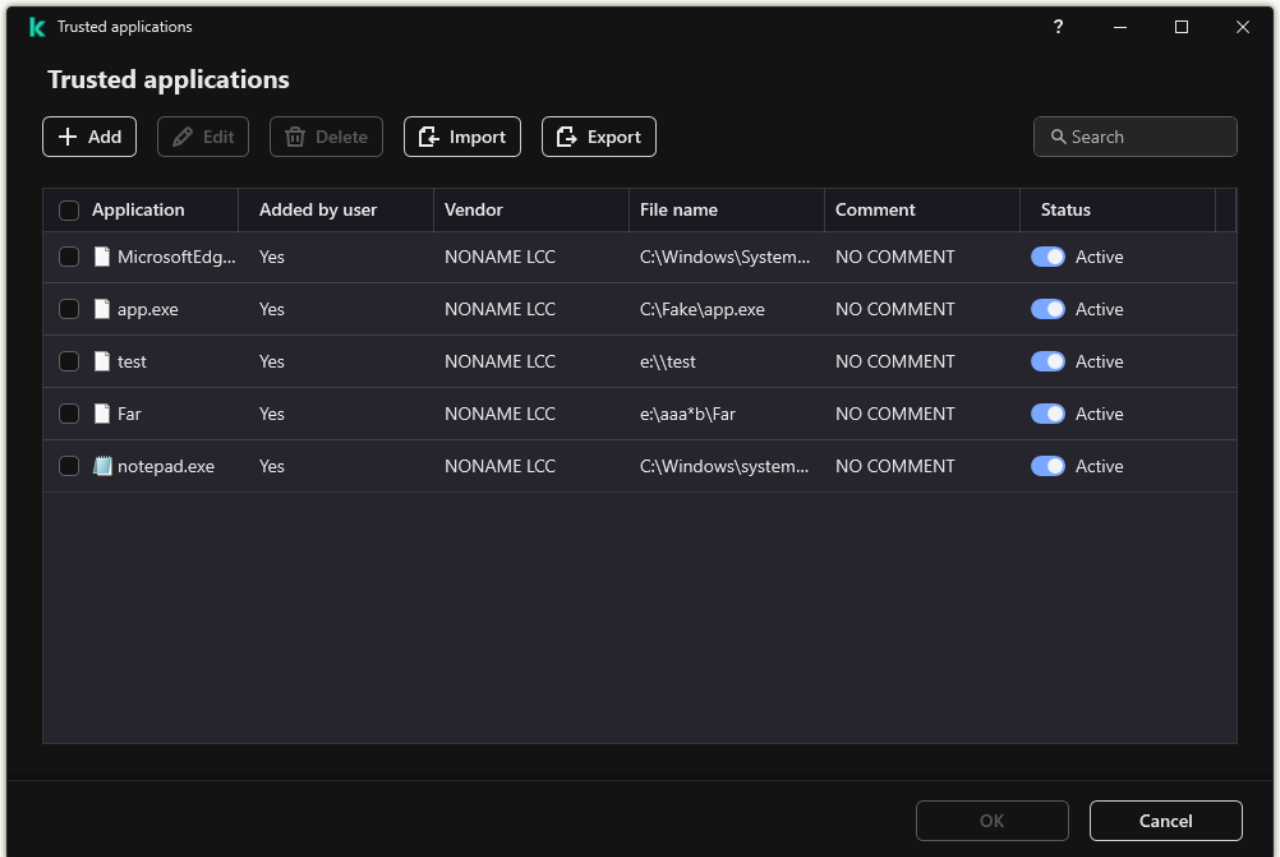 Trusted applications
?
Trusted applications
Add Edit Delete Import Export Search
Application Added by user Vendor File name Comment Status
MicrosoftEdg... Yes NONAME LCC C:\Windows\System... NO COMMENT Active
app.exe Yes NONAME LCC C:\Fake\app.exe NO COMMENT Active
test Yes NONAME LCC e:\\test NO COMMENT Active
Far Yes NONAME LCC e:\aaa*b\Far NO COMMENT Active
notepad.exe Yes NONAME LCC C:\Windows\system... NO COMMENT Active
OK Cancel